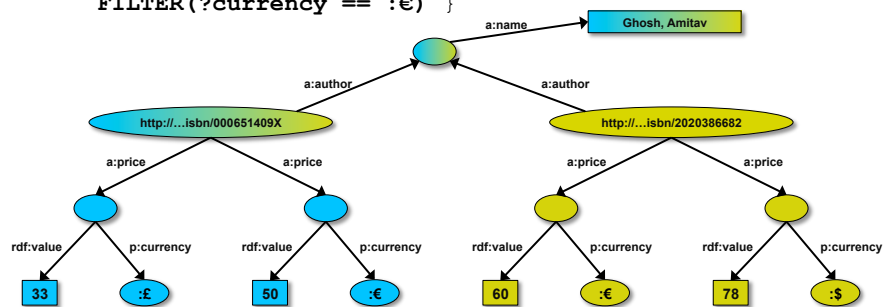 FILTER(?currency == :€) }
a:name
Ghosh, Amitav
a:author
a:author
http://...isbn/000651409X
http://...isbn/2020386682
a:price
a:price
a:price
a:price
rdf:value
p:currency
rdf:value
p:currency
rdf:value
p:currency
rdf:value
p:currency
33
:£
50
:€
60
:€
78
:$